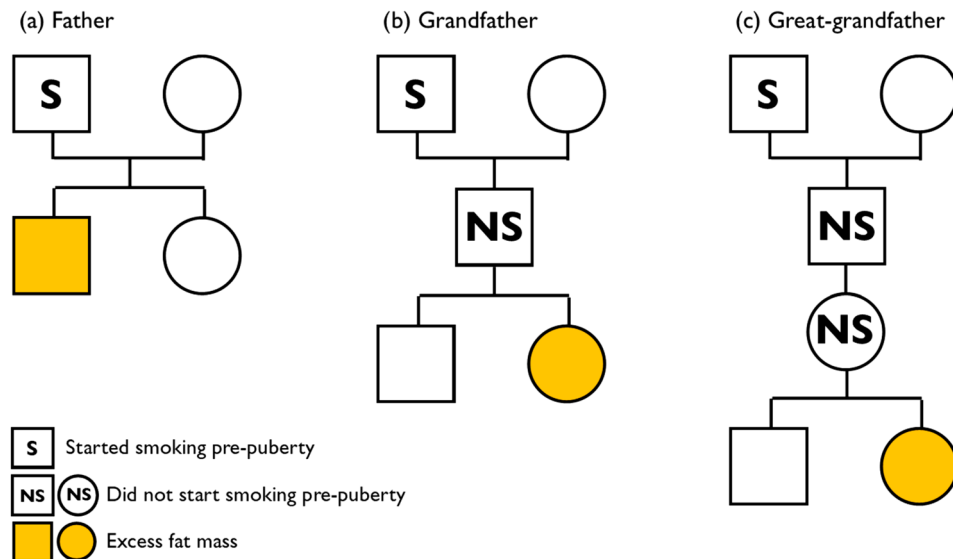 (a) Father
(b) Grandfather
(c) Great-grandfather
S
S
S
NS
NS
NS
S Started smoking pre-puberty
NS NS Did not start smoking pre-puberty
Excess fat mass